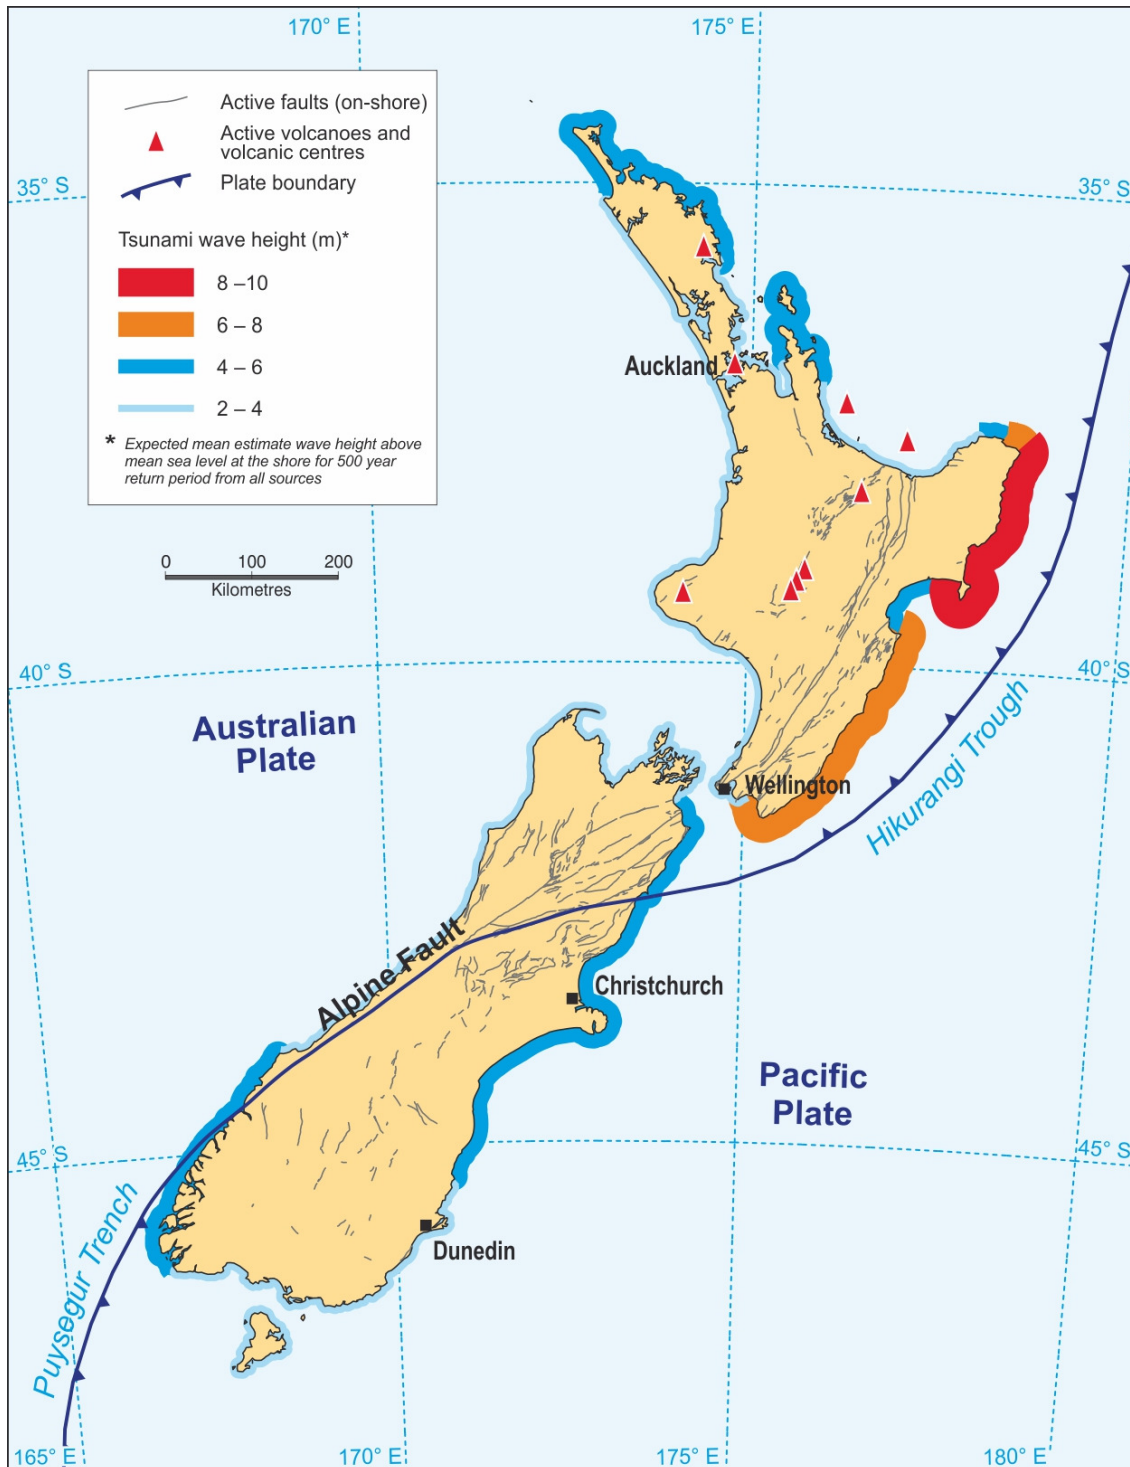 170° E
175° E
Active faults (on-shore)
Active volcanoes and
volcanic centres
Plate boundary
35° S
35° S
Tsunami wave height (m)*
8 –10
6 – 8
4 – 6
2 – 4
* Expected mean estimate wave height above
mean sea level at the shore for 500 year
return period from all sources
Auckland
0 100 200
Kilometres
40° S
40° S
Australian
Plate
Wellington
Hikurangi Trough
Alpine Fault
Christchurch
Pacific
Plate
45° S
45° S
Puysegur Trench
Dunedin
165° E
170° E
175° E
180° E